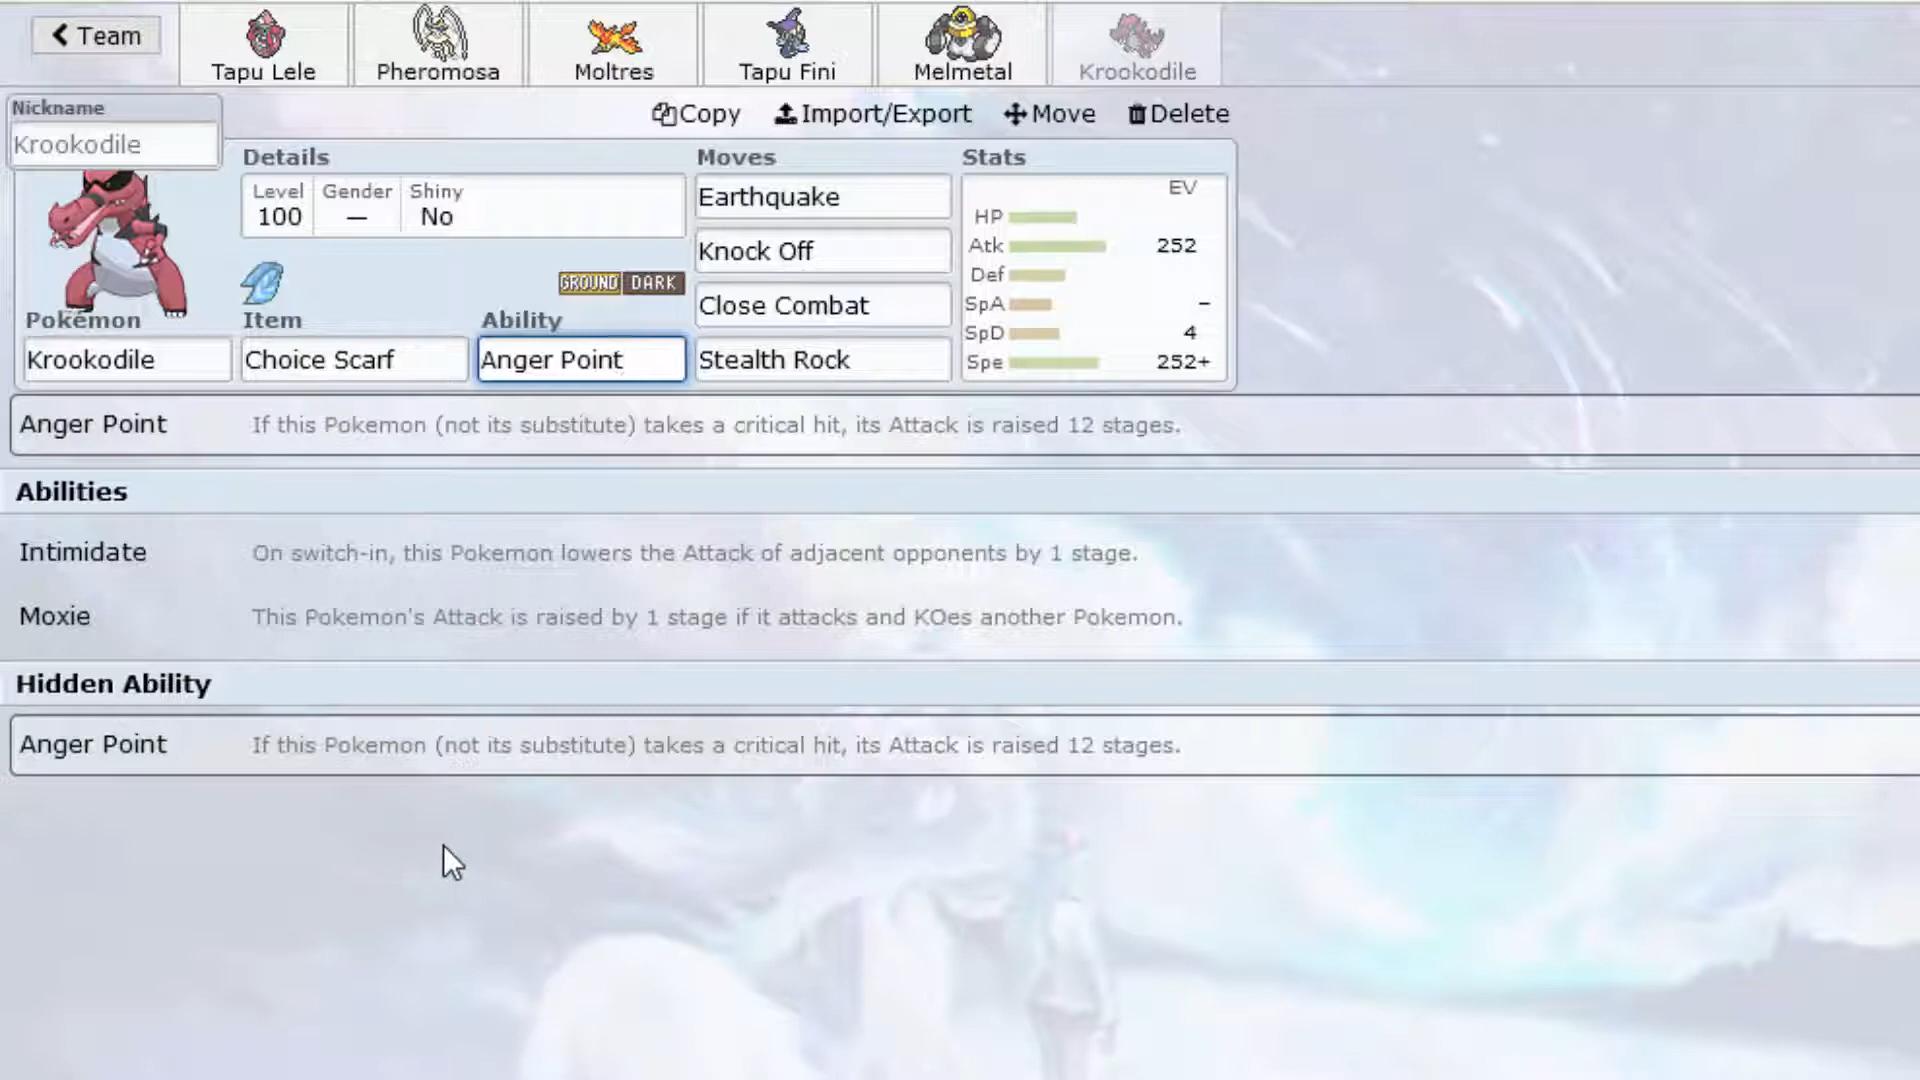 Team
Tapu Lele
Pheromosa
Moltres
Tapu Fini
Melmetal
Krookodile
Nickname
Krookodile
Copy
Import/Export
Move
Delete
Details
Moves
Stats
Level
100
Gender
—
Shiny
No
GROUND
DARK
Pokémon
Krookodile
Item
Choice Scarf
Ability
Anger Point
Earthquake
Knock Off
Close Combat
Stealth Rock
EV
HP
Atk 252
Def
SpA –
SpD 4
Spe 252+
Anger Point If this Pokemon (not its substitute) takes a critical hit, its Attack is raised 12 stages.
Abilities
Intimidate On switch-in, this Pokemon lowers the Attack of adjacent opponents by 1 stage.
Moxie This Pokemon's Attack is raised by 1 stage if it attacks and KOes another Pokemon.
Hidden Ability
Anger Point If this Pokemon (not its substitute) takes a critical hit, its Attack is raised 12 stages.